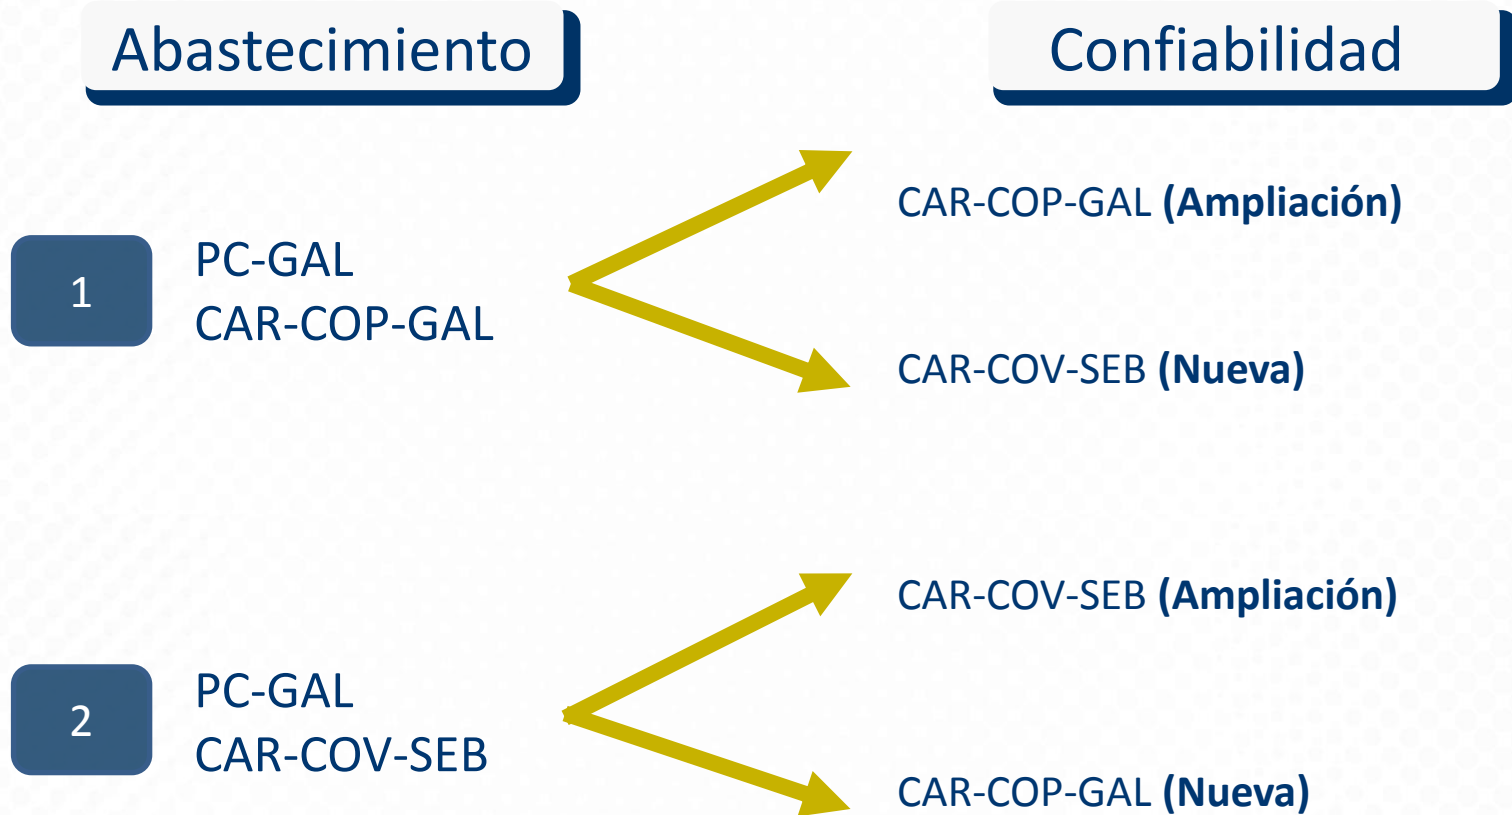 Abastecimiento
Confiabilidad
1
PC-GAL
CAR-COP-GAL
CAR-COP-GAL (Ampliación)
CAR-COV-SEB (Nueva)
2
PC-GAL
CAR-COV-SEB
CAR-COV-SEB (Ampliación)
CAR-COP-GAL (Nueva)